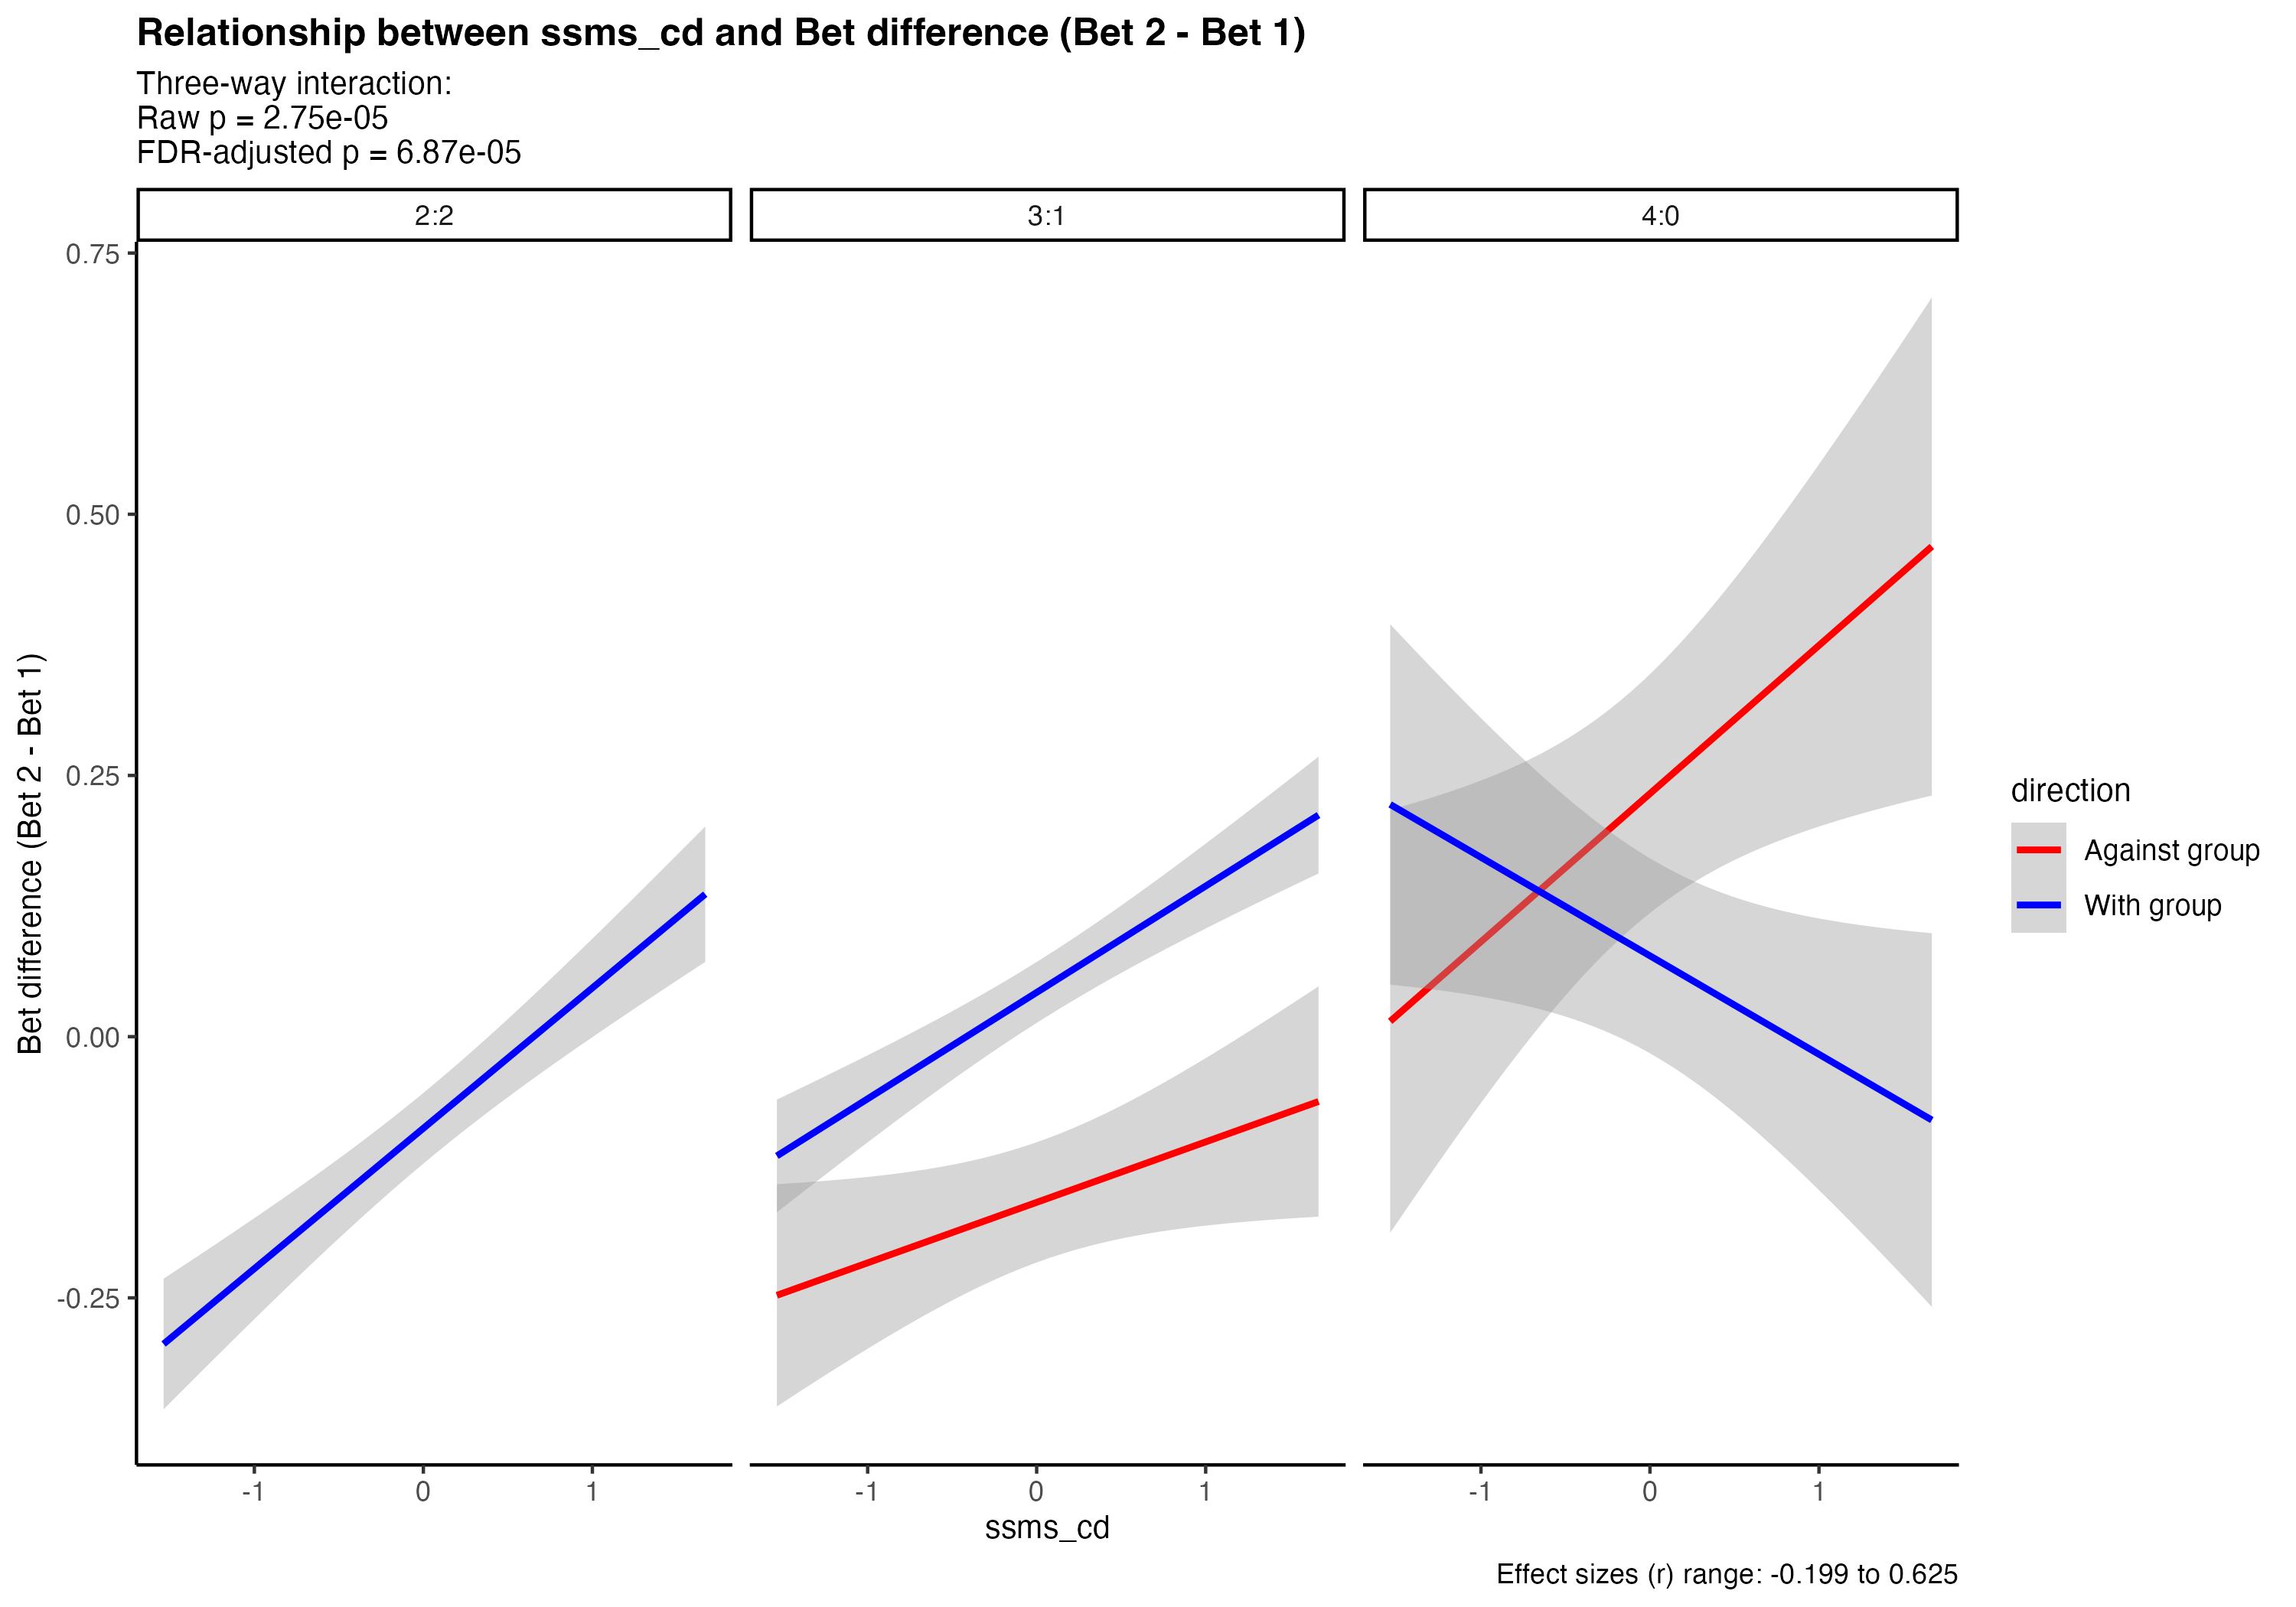 Relationship between ssms_cd and Bet difference (Bet 2 - Bet 1)
Three-way interaction:
Raw p = 2.75e-05
FDR-adjusted p = 6.87e-05
2:2
3:1
4:0
0.75
0.50
0.25
0.00
-0.25
Bet difference (Bet 2 - Bet 1)
-1
0
1
-1
0
1
-1
0
1
ssms_cd
direction
Against group
With group
Effect sizes (r) range: -0.199 to 0.625